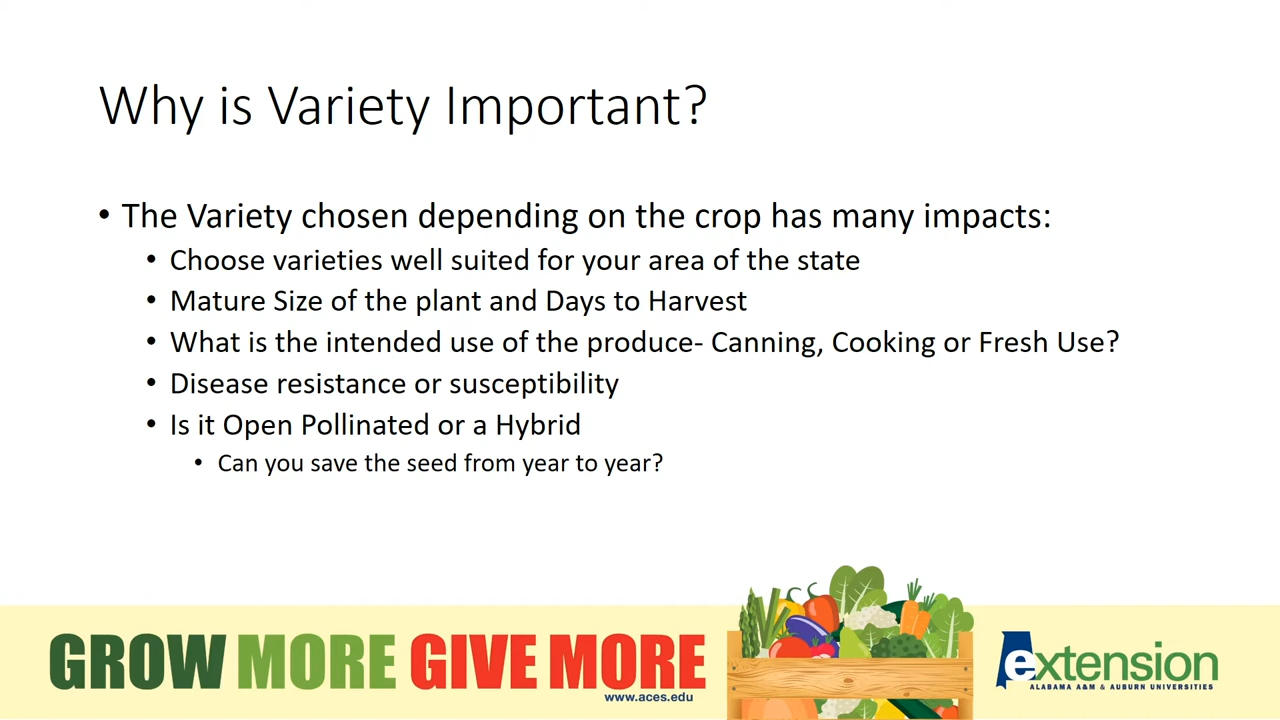 Why is Variety Important?
• The Variety chosen depending on the crop has many impacts:
• Choose varieties well suited for your area of the state
• Mature Size of the plant and Days to Harvest
• What is the intended use of the produce- Canning, Cooking or Fresh Use?
• Disease resistance or susceptibility
• Is it Open Pollinated or a Hybrid
• Can you save the seed from year to year?
GROW MORE GIVE MORE
www.aces.edu
extension
ALABAMA A&M & AUBURN UNIVERSITIES